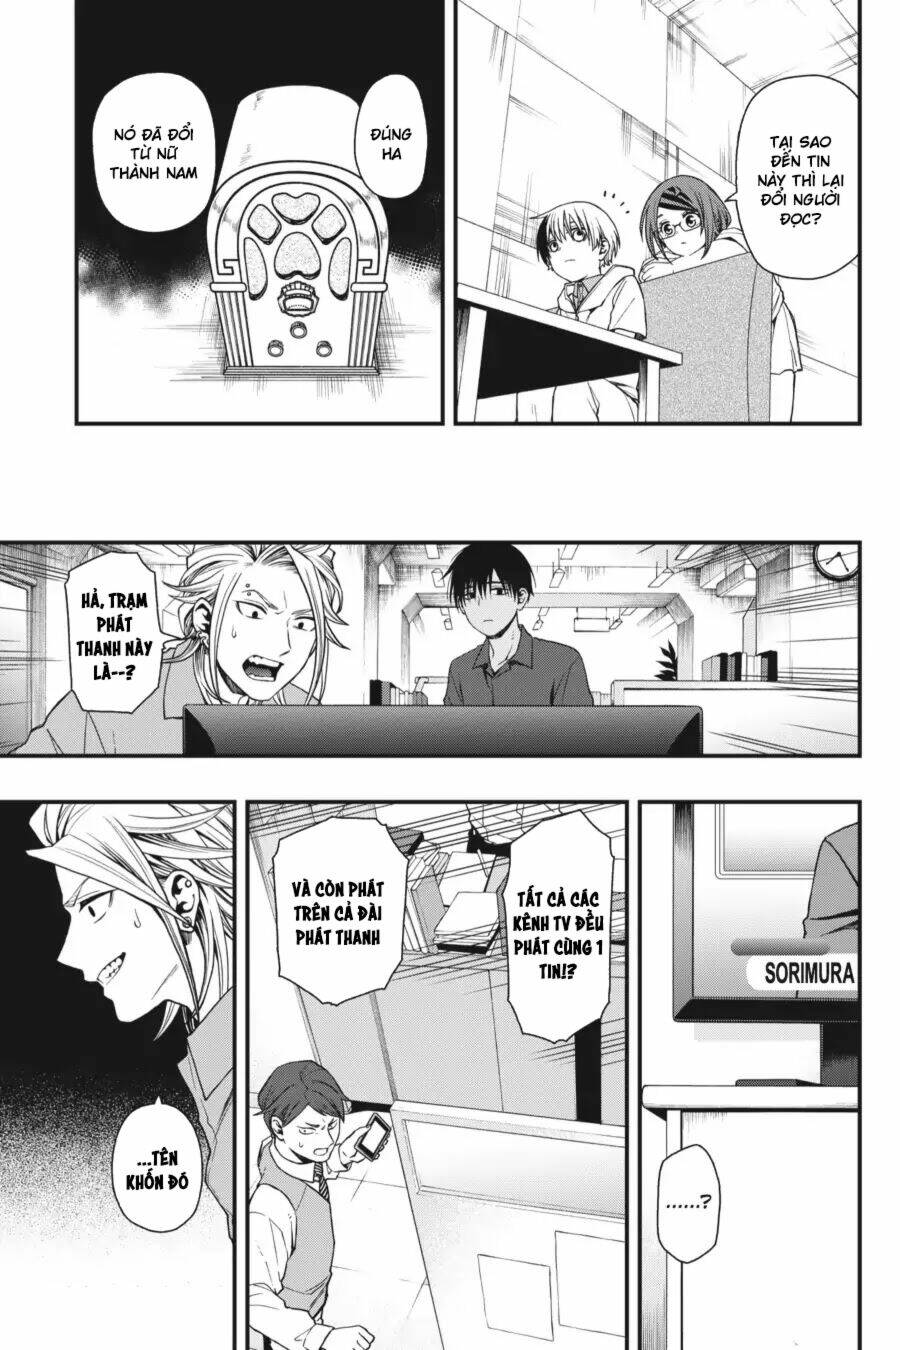 TẠI SAO
ĐẾN TIN
NÀY THÌ LẠI
ĐỔI NGƯỜI
ĐỌC?
ĐÚNG
HA
NÓ ĐÃ ĐỔI
TỪ NỮ
THÀNH NAM
HẢ, TRẠM
PHÁT
THANH NÀY
LÀ--?
SORIMURA
......?
TẤT CẢ CÁC
KÊNH TV ĐỀU
PHÁT CÙNG 1
TIN!?
VÀ CÒN PHÁT
TRÊN CẢ ĐÀI
PHÁT THANH
...TÊN
KHỐN ĐÓ